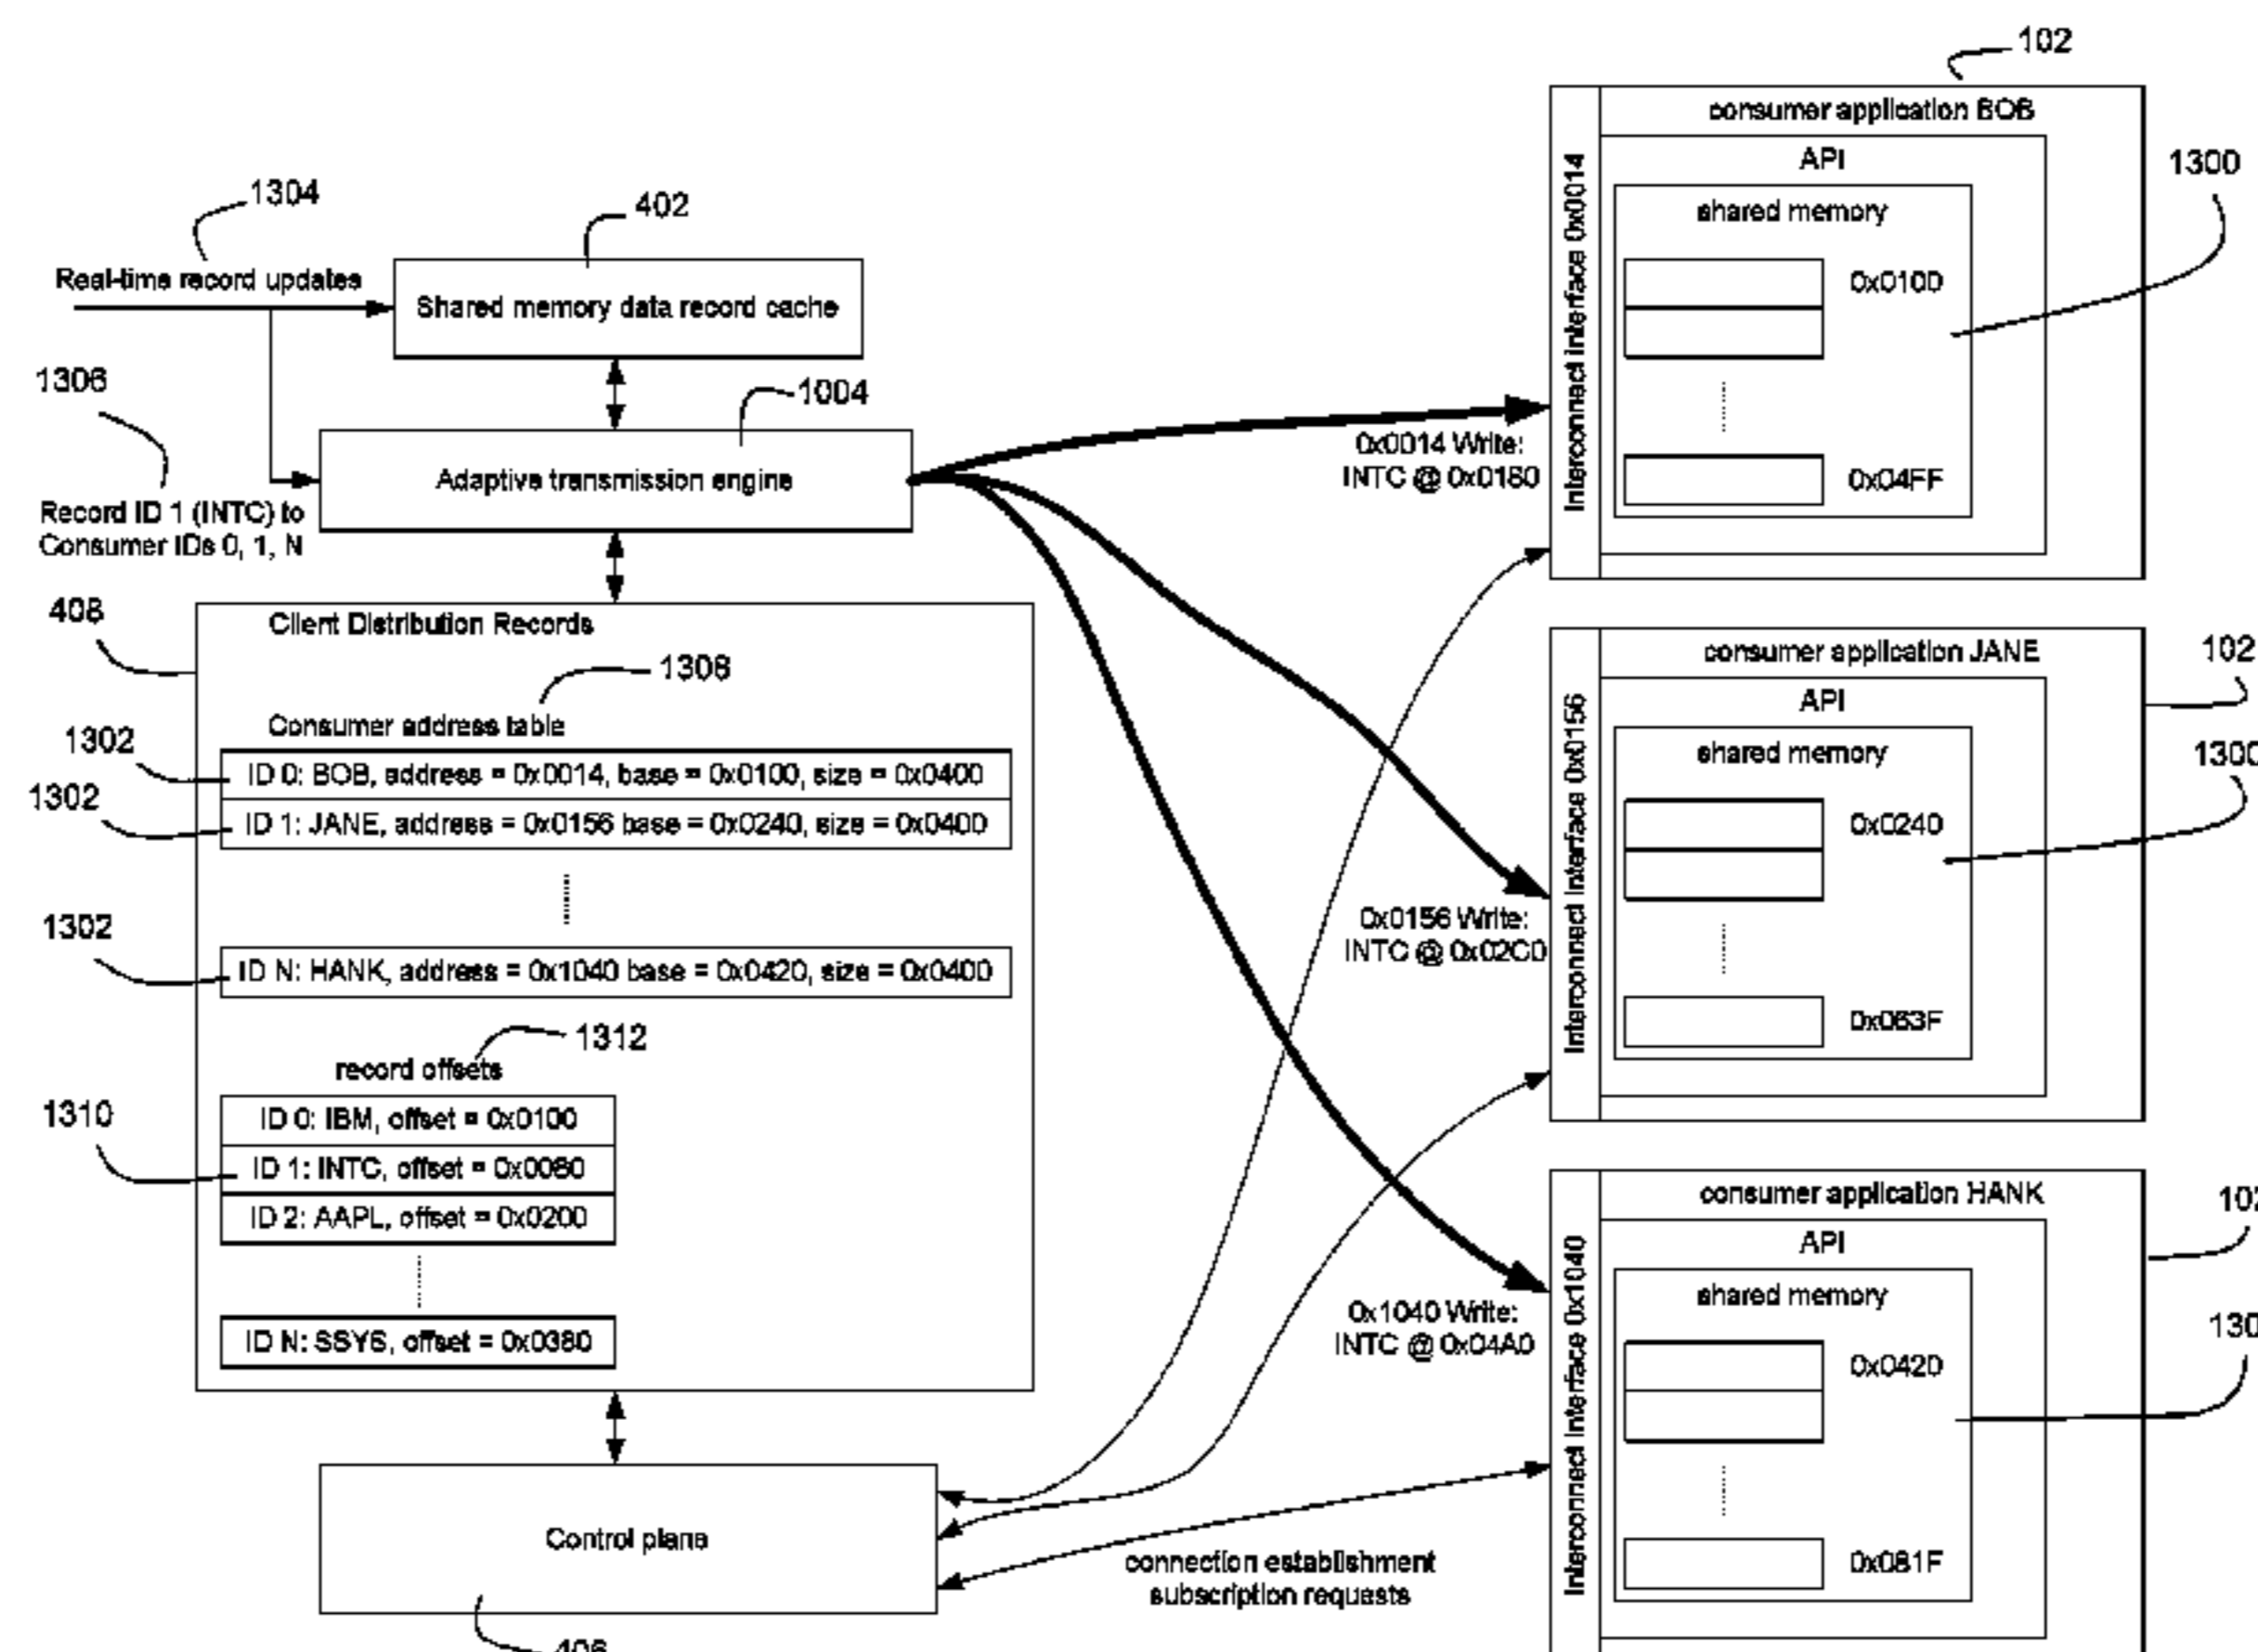 102
consumer application BOB
API
1300
shared memory
Interconnect interface 0x0014
0x0100
0x04FF
1304
402
Real-time record updates
Shared memory data record cache
1306
1004
Adaptive transmission engine
Record ID 1 (INTC) to
Consumer IDs 0, 1, N
0x0014 Write:
INTC @ 0x0180
408
Client Distribution Records
1308
Consumer address table
1302
ID 0: BOB, address = 0x0014, base = 0x0100, size = 0x0400
1302
ID 1: JANE, address = 0x0156 base = 0x0240, size = 0x0400
1302
ID N: HANK, address = 0x1040 base = 0x0420, size = 0x0400
consumer application JANE
102
API
1300
shared memory
Interconnect interface 0x0156
0x0240
0x063F
0x0156 Write:
INTC @ 0x02C0
1312
record offsets
1310
ID 0: IBM, offset = 0x0100
ID 1: INTC, offset = 0x0080
ID 2: AAPL, offset = 0x0200
ID N: SSYS, offset = 0x0380
0x1040 Write:
INTC @ 0x04A0
consumer application HANK
API
shared memory
Interconnect interface 0x1040
0x0420
0x081F
Control plane
connection establishment
subscription requests
406